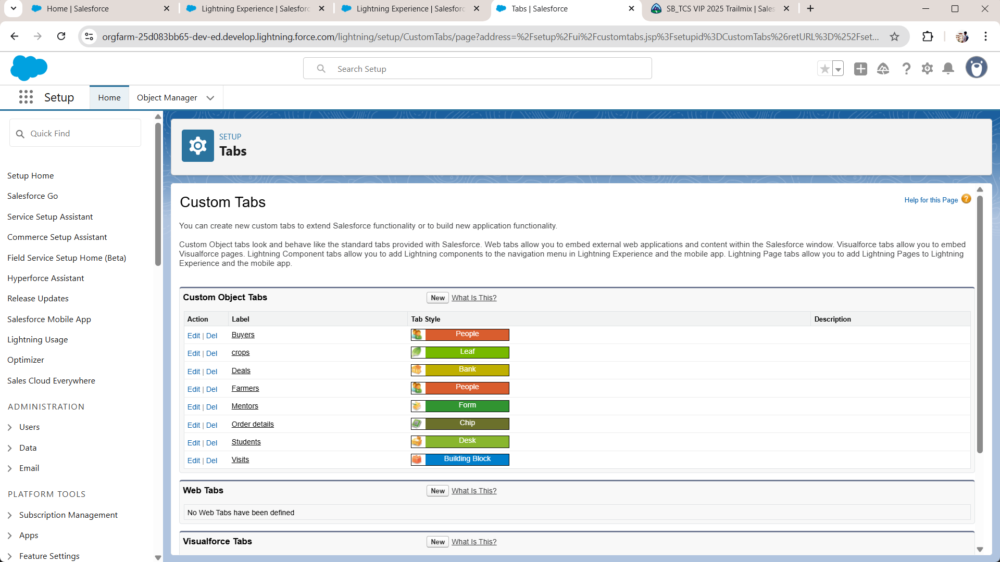 Home | Salesforce
Lightning Experience | Salesforc
Lightning Experience | Salesforc
Tabs | Salesforce
SB_TCS VIP 2025 Trailmix | Sales
orgfarm-25d083bb65-dev-ed.develop.lightning.force.com/lightning/setup/CustomTabs/page?address=%2Fsetup%2Fui%2Fcustomtabs.jsp%3Fsetupid%3DCustomTabs%26retURL%3D%252Fset...
Search Setup
Setup
Home
Object Manager
Quick Find
Setup Home
Salesforce Go
Service Setup Assistant
Commerce Setup Assistant
Field Service Setup Home (Beta)
Hyperforce Assistant
Release Updates
Salesforce Mobile App
Lightning Usage
Optimizer
Sales Cloud Everywhere
ADMINISTRATION
Users
Data
Email
PLATFORM TOOLS
Subscription Management
Apps
Feature Settings
SETUP
Tabs
Custom Tabs
Help for this Page ?
You can create new custom tabs to extend Salesforce functionality or to build new application functionality.
Custom Object tabs look and behave like the standard tabs provided with Salesforce. Web tabs allow you to embed external web applications and content within the Salesforce window. Visualforce tabs allow you to embed
Visualforce pages. Lightning Component tabs allow you to add Lightning components to the navigation menu in Lightning Experience and the mobile app. Lightning Page tabs allow you to add Lightning Pages to Lightning
Experience and the mobile app.
Custom Object Tabs New What Is This?
Action Label Tab Style Description
Edit | Del Buyers People
Edit | Del crops Leaf
Edit | Del Deals Bank
Edit | Del Farmers People
Edit | Del Mentors Form
Edit | Del Order details Chip
Edit | Del Students Desk
Edit | Del Visits Building Block
Web Tabs New What Is This?
No Web Tabs have been defined
Visualforce Tabs New What Is This?